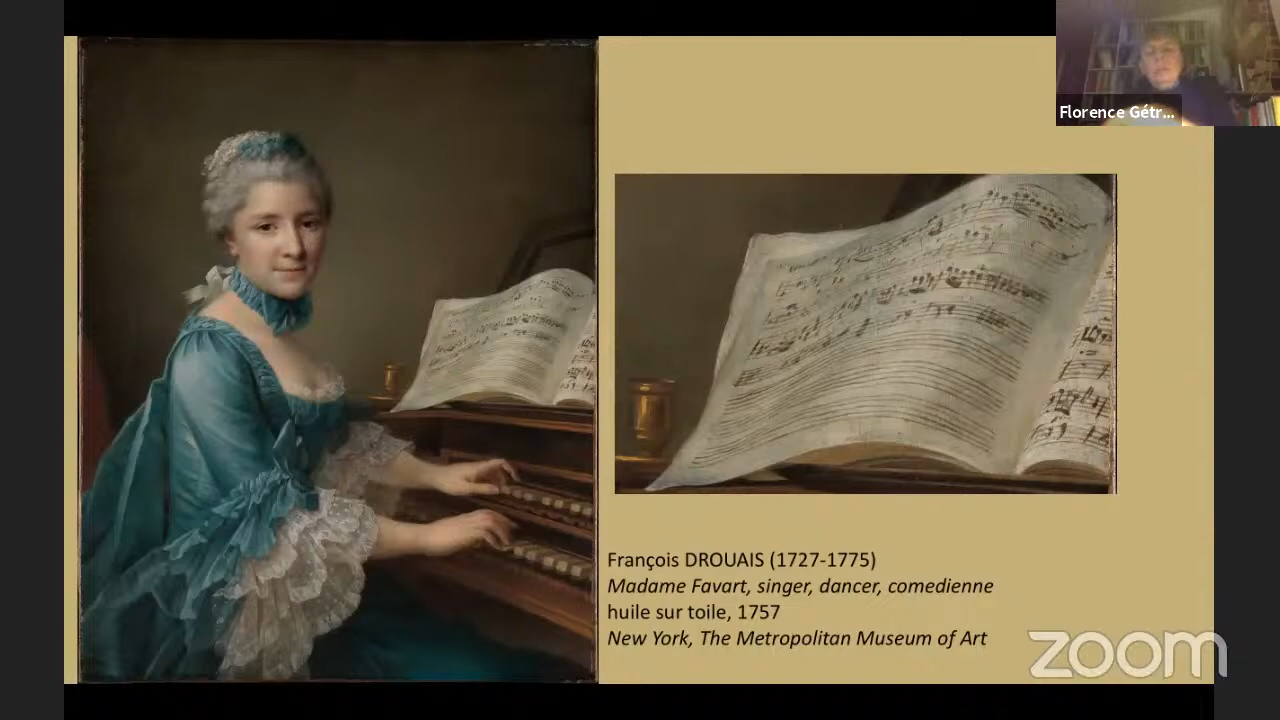 Florence Gétr...
François DROUAIS (1727-1775)
Madame Favart, singer, dancer, comedienne
huile sur toile, 1757
New York, The Metropolitan Museum of Art
zoom